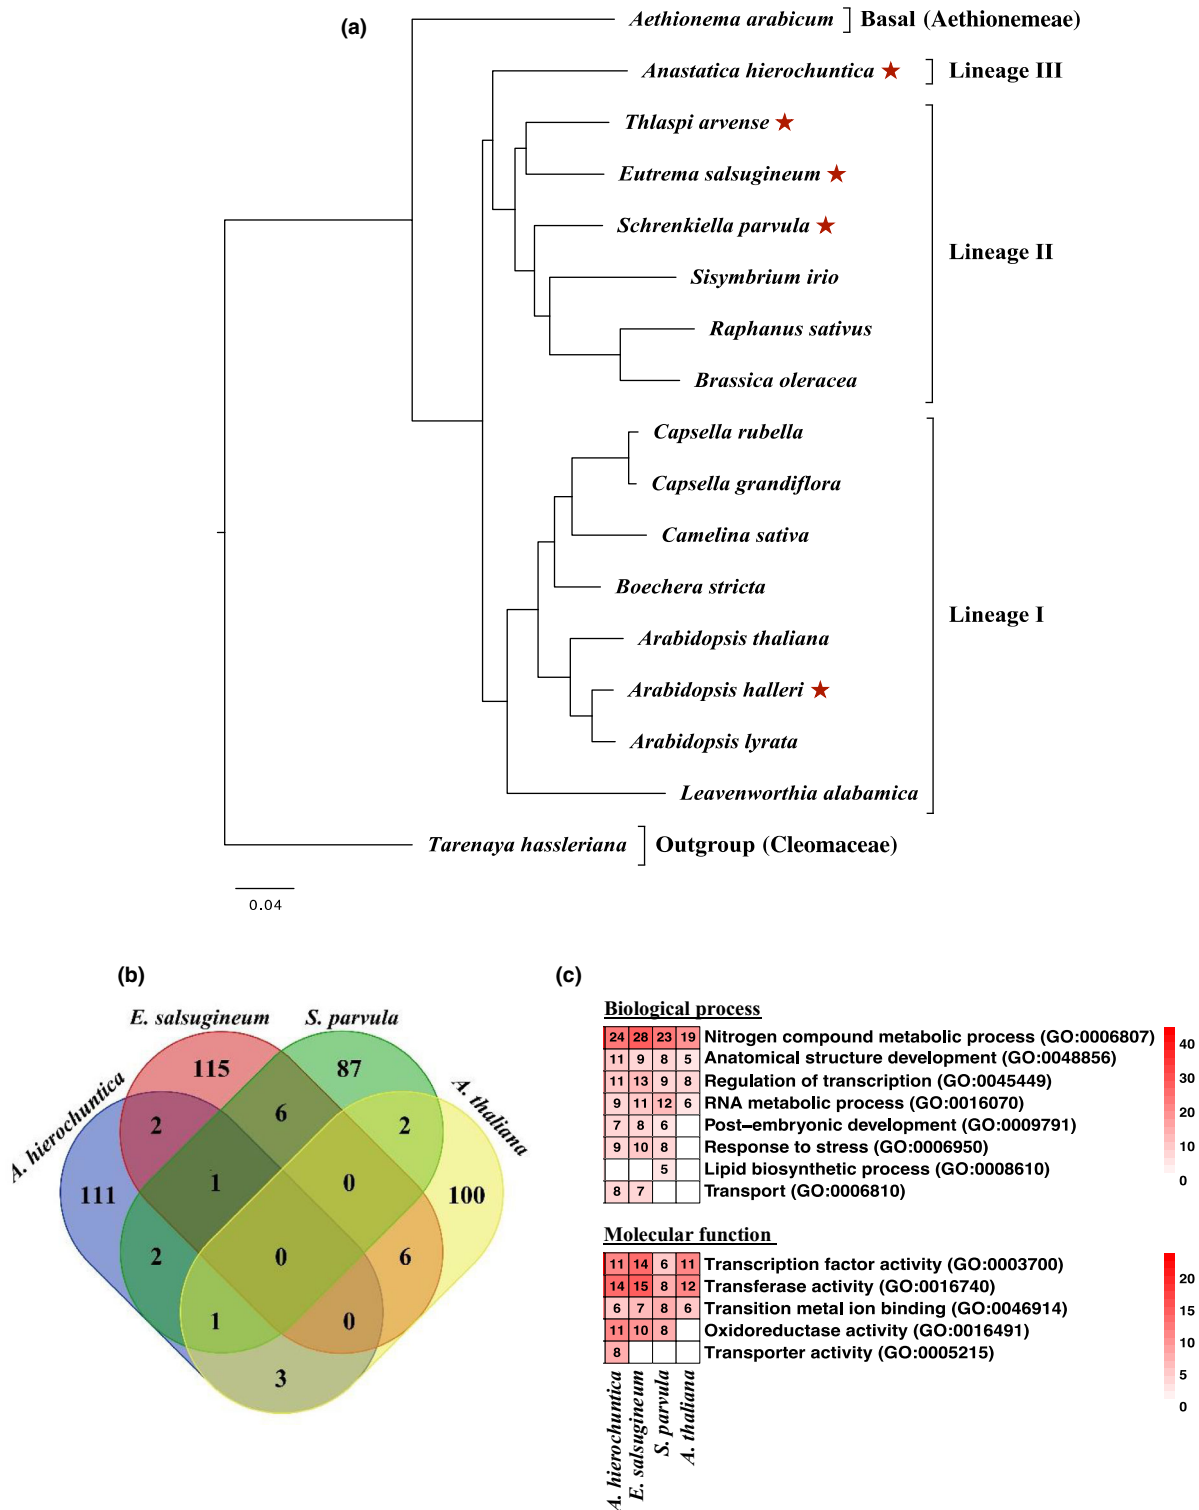 (a)
Aethionema arabicum
Basal (Aethionemeae)
Anastatica hierochuntica
Lineage III
Thlaspi arvense
Eutrema salsugineum
Schrenkiella parvula
Lineage II
Sisymbrium irio
Raphanus sativus
Brassica oleracea
Capsella rubella
Capsella grandiflora
Camelina sativa
Boechera stricta
Lineage I
Arabidopsis thaliana
Arabidopsis halleri
Arabidopsis lyrata
Leavenworthia alabamica
Tarenaya hassleriana
Outgroup (Cleomaceae)
0.04
(b)
E. salsugineum
S. parvula
A. hierochuntica
A. thaliana
115
87
2
6
2
111
1
0
100
2
0
6
1
0
3
(c)
Biological process
24 28 23 19 Nitrogen compound metabolic process (GO:0006807)
11 9 8 5 Anatomical structure development (GO:0048856)
11 13 9 8 Regulation of transcription (GO:0045449)
9 11 12 6 RNA metabolic process (GO:0016070)
7 8 6 Post−embryonic development (GO:0009791)
9 10 8 Response to stress (GO:0006950)
5 Lipid biosynthetic process (GO:0008610)
8 7 Transport (GO:0006810)
40
30
20
10
0
Molecular function
11 14 6 11 Transcription factor activity (GO:0003700)
14 15 8 12 Transferase activity (GO:0016740)
6 7 8 6 Transition metal ion binding (GO:0046914)
11 10 8 Oxidoreductase activity (GO:0016491)
8 Transporter activity (GO:0005215)
20
15
10
5
0
A. hierochuntica
E. salsugineum
S. parvula
A. thaliana